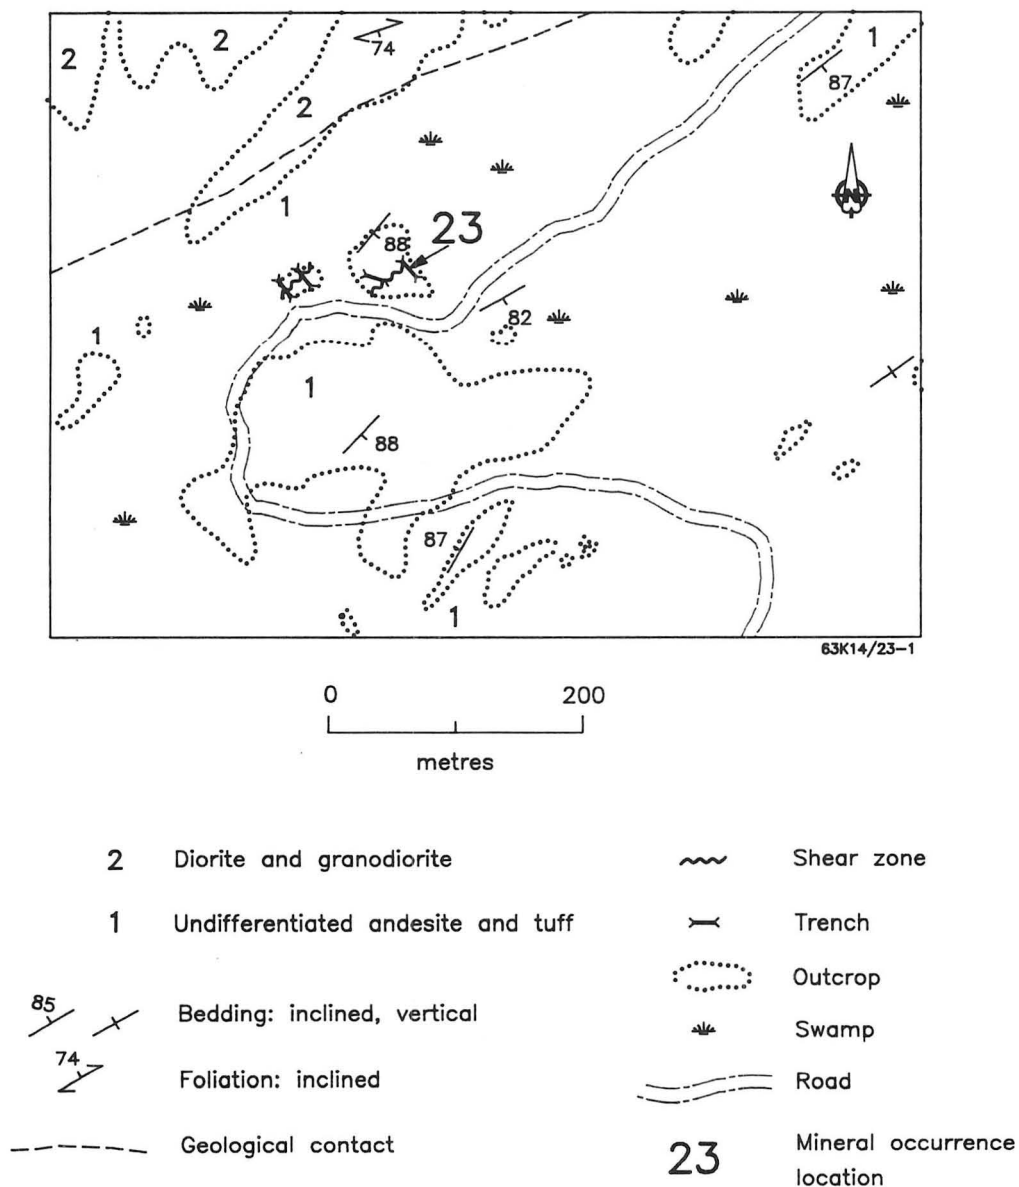 2
2
74
1
87
2
N
1
88
23
82
1
1
88
87
1
63K14/23-1
0 200
metres
2 Diorite and granodiorite
1 Undifferentiated andesite and tuff
85 Bedding: inclined, vertical
74 Foliation: inclined
Geological contact
Shear zone
Trench
Outcrop
Swamp
Road
23 Mineral occurrence
location